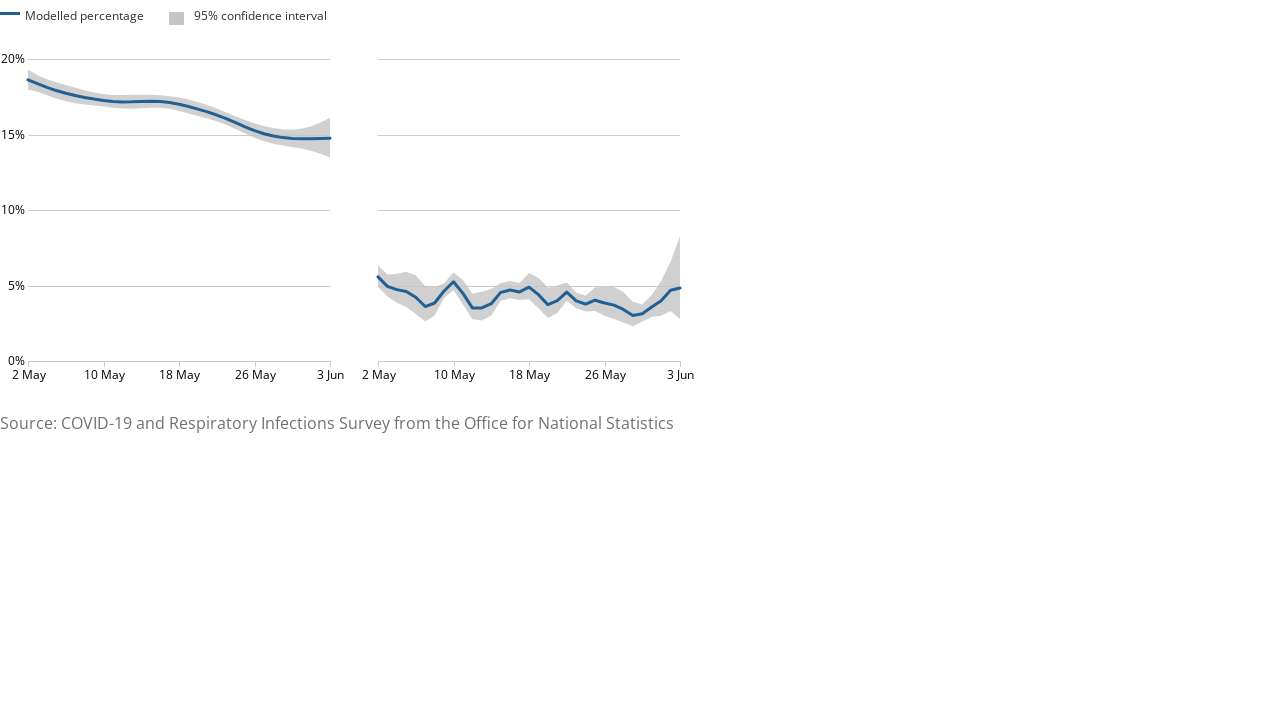 Modelled percentage 95% confidence interval
20%
15%
10%
5%
0%
2 May 10 May 18 May 26 May 3 Jun 2 May 10 May 18 May 26 May 3 Jun
Source: COVID-19 and Respiratory Infections Survey from the Office for National Statistics